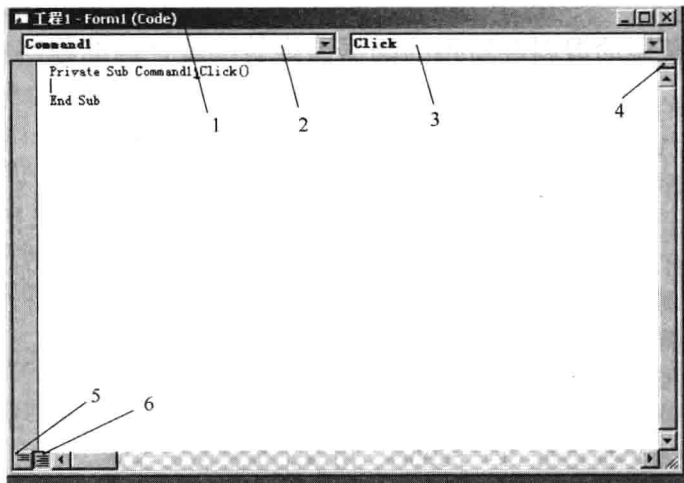 工程1 - Form1 (Code)
Command1
Click
Private Sub Command1_Click()
End Sub
1
2
3
4
5
6